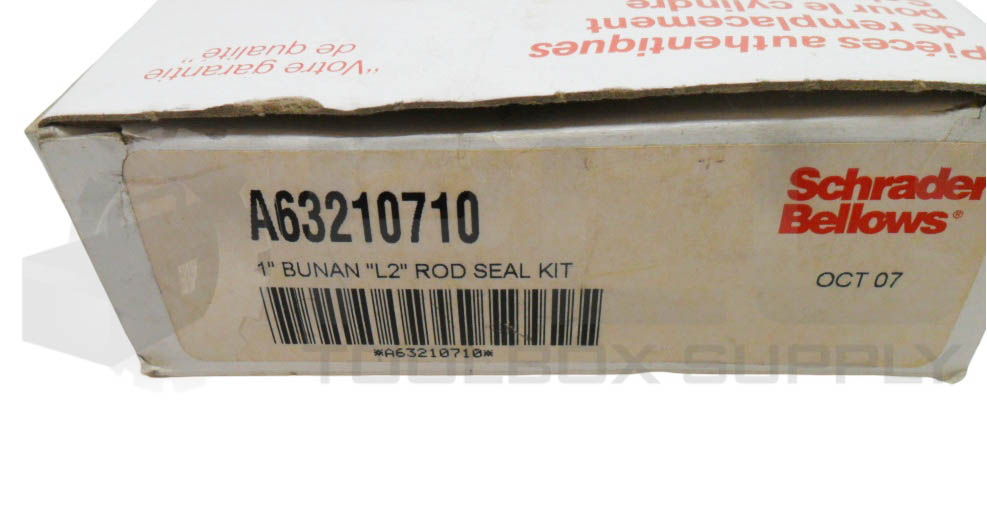 Pièces authentiques
de remplacement
pour le cylindre
"Votre garantie
de qualité"
A63210710
1" BUNAN "L2" ROD SEAL KIT
*A63210710*
Schrader
Bellows®
OCT 07
TOOLBOX SUPPLY